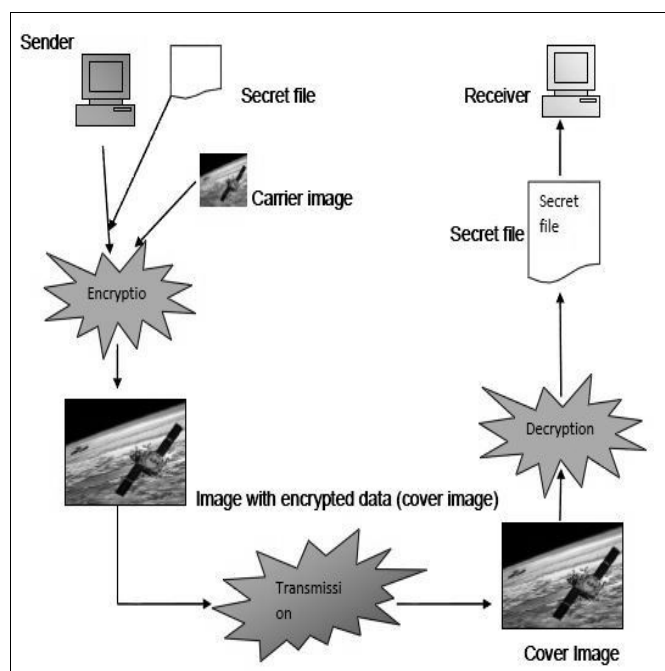 Sender
Secret file
Carrier image
Encryptio
Image with encrypted data (cover image)
Transmissi
on
Cover Image
Decryption
Secret file
Secret
file
Receiver